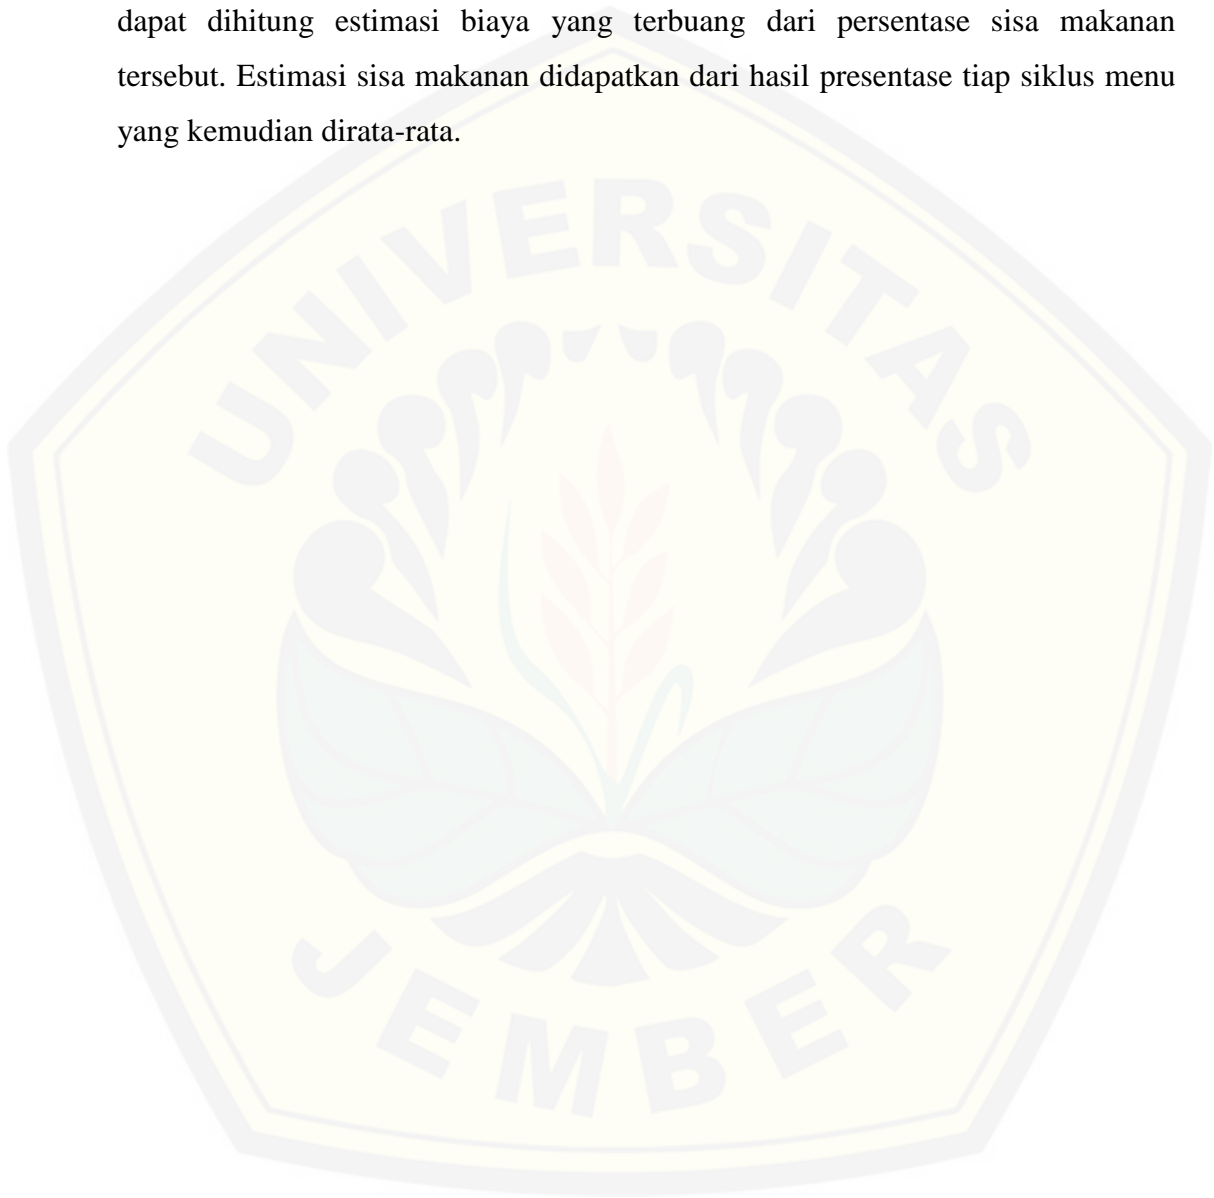 dapat dihitung estimasi biaya yang terbuang dari persentase sisa makanan
tersebut. Estimasi sisa makanan didapatkan dari hasil presentase tiap siklus menu
yang kemudian dirata-rata.
UNIVERSITAS
JEMBER